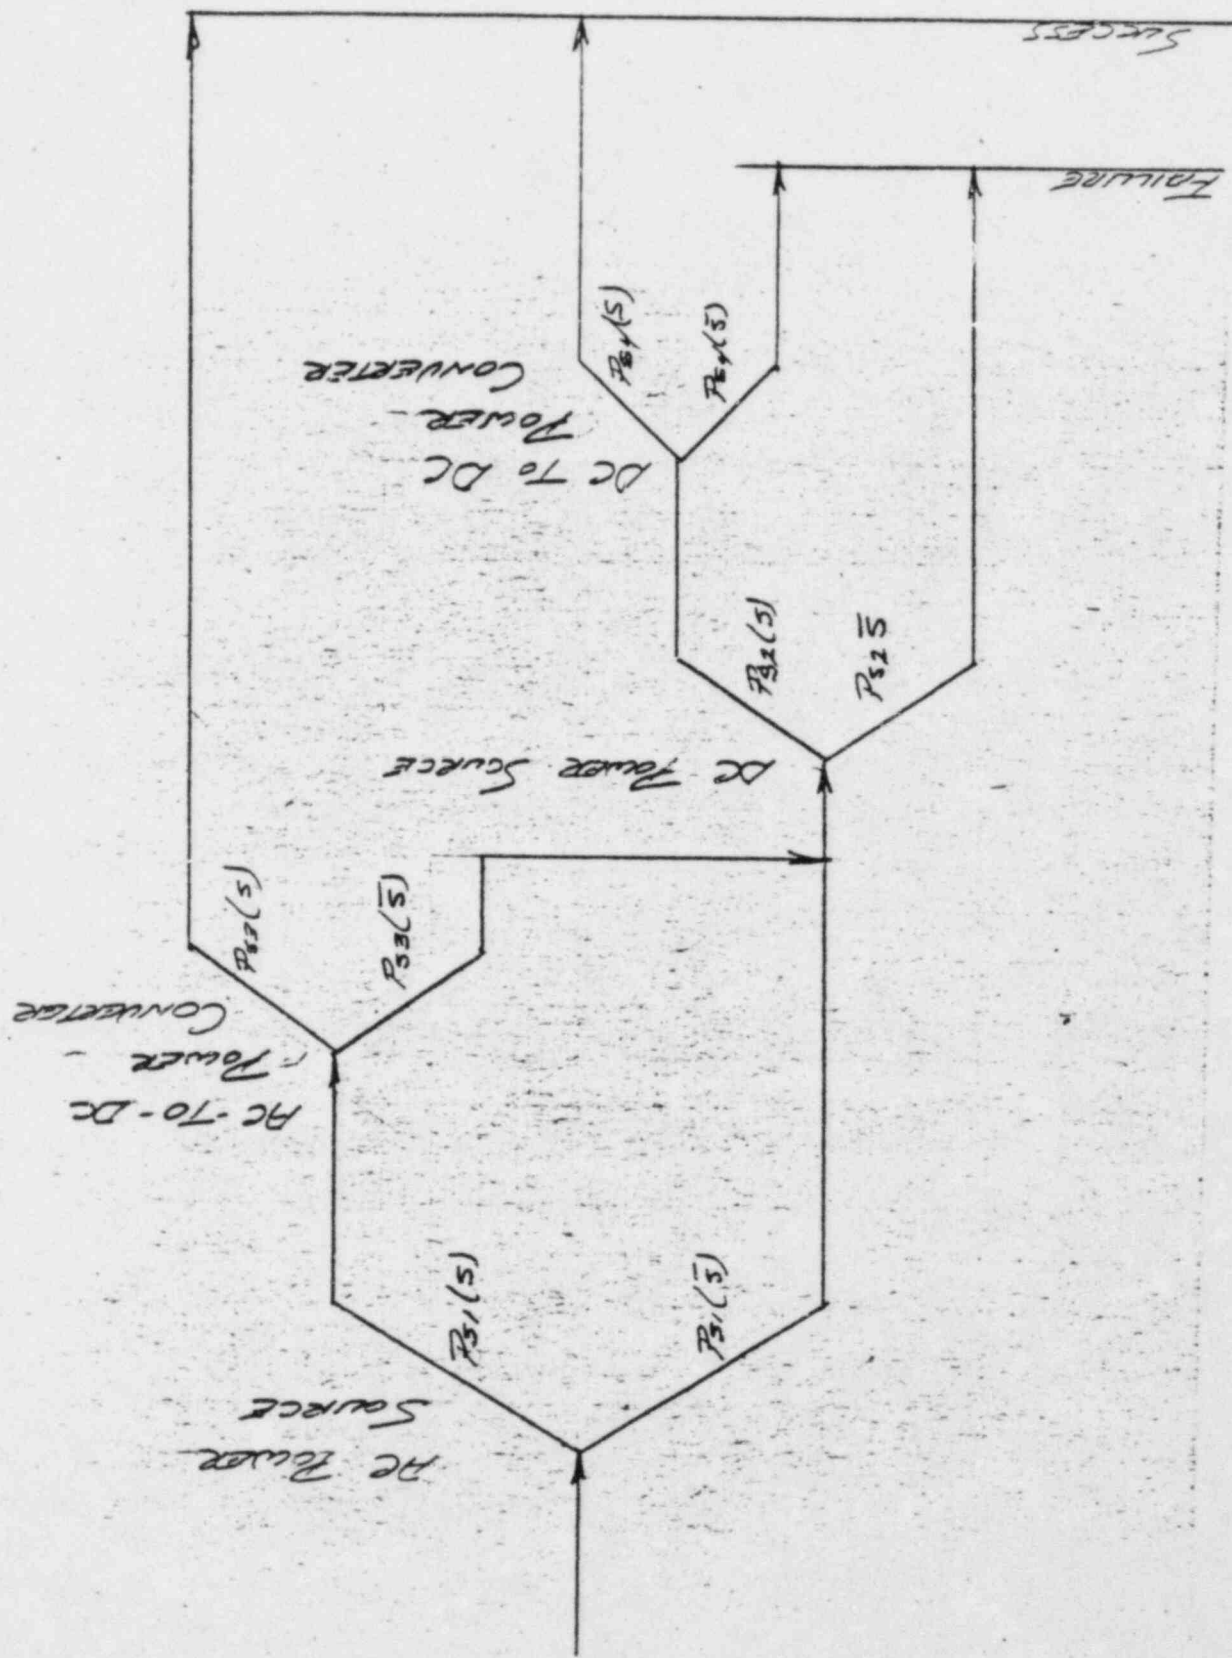 AC POWER
SOURCE
PS1(S)
PS1(S̅)
AC-TO-DC
POWER
CONVERTER
PS3(S)
PS3(S̅)
DC POWER SOURCE
PS2(S)
PS2S̅
DC TO DC
POWER
CONVERTER
PS4(S)
PS4(S̅)
FAILURE
SUCCESS